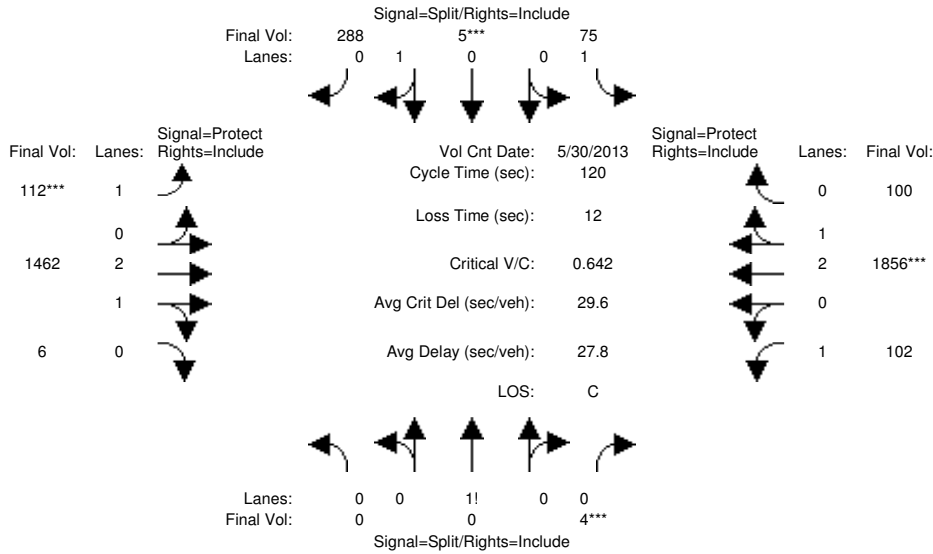 Signal=Split/Rights=Include
Final Vol: 288 5*** 75
Lanes: 0 1 0 0 1
Signal=Protect Signal=Protect
Final Vol: Lanes: Rights=Include Vol Cnt Date: 5/30/2013 Rights=Include Lanes: Final Vol:
Cycle Time (sec): 120
112*** 1 0 100
Loss Time (sec): 12
0 1
1462 2 Critical V/C: 0.642 2 1856***
1 Avg Crit Del (sec/veh): 29.6 0
6 0 Avg Delay (sec/veh): 27.8 1 102
LOS: C
Lanes: 0 0 1! 0 0
Final Vol: 0 0 4***
Signal=Split/Rights=Include